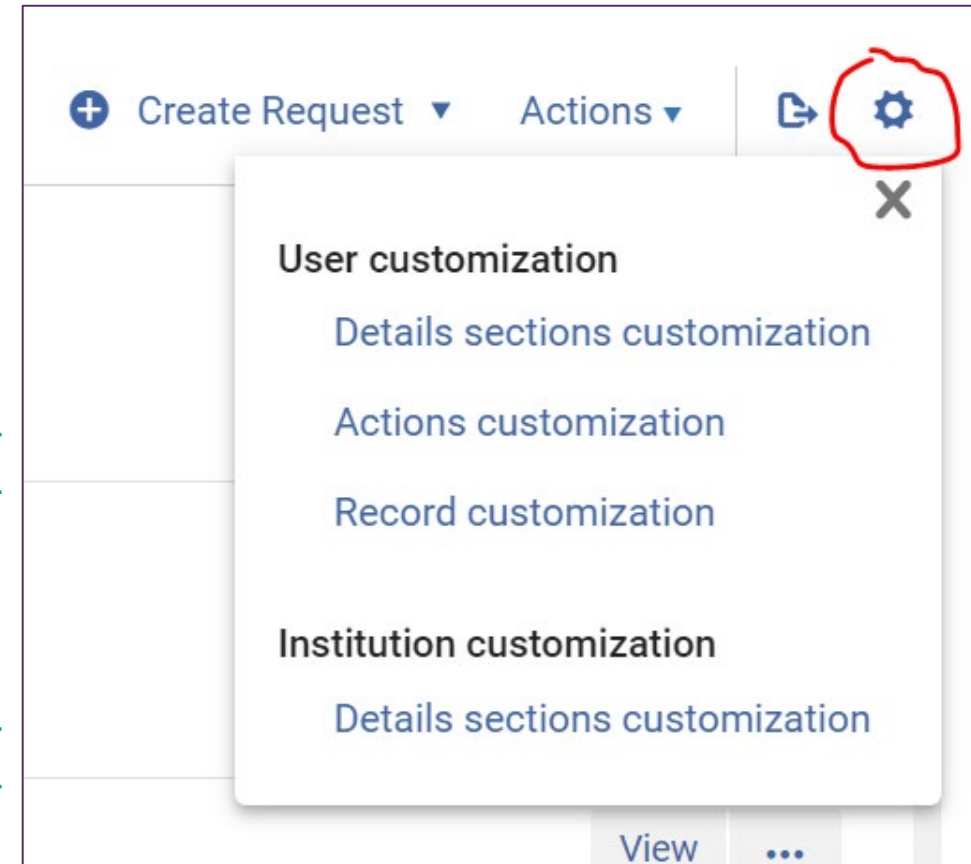 Create Request Actions
User customization
Details sections customization
Actions customization
Record customization
Institution customization
Details sections customization
View ...